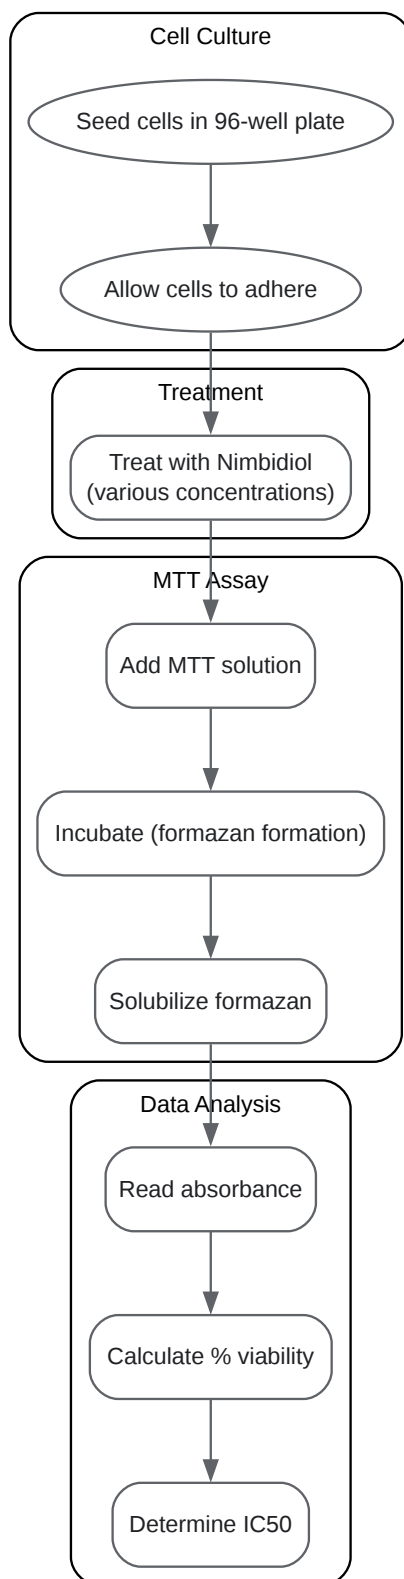 Cell Culture
Seed cells in 96-well plate
Allow cells to adhere
Treatment
Treat with Nimbidiol
(various concentrations)
MTT Assay
Add MTT solution
Incubate (formazan formation)
Solubilize formazan
Data Analysis
Read absorbance
Calculate % viability
Determine IC50